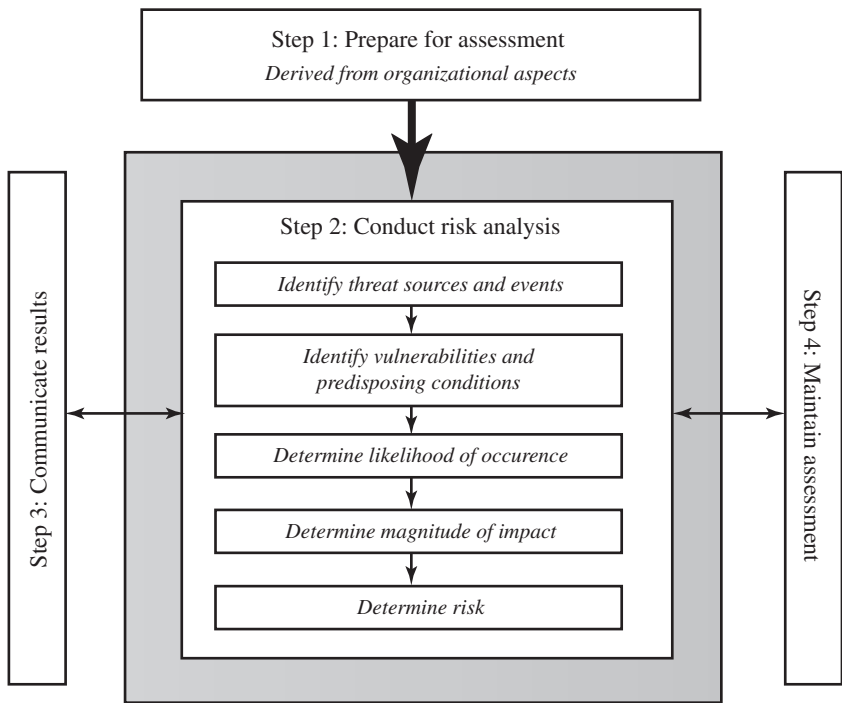 Step 1: Prepare for assessment
Derived from organizational aspects
Step 2: Conduct risk analysis
Identify threat sources and events
Identify vulnerabilities and
predisposing conditions
Determine likelihood of occurence
Determine magnitude of impact
Determine risk
Step 3: Communicate results
Step 4: Maintain assessment